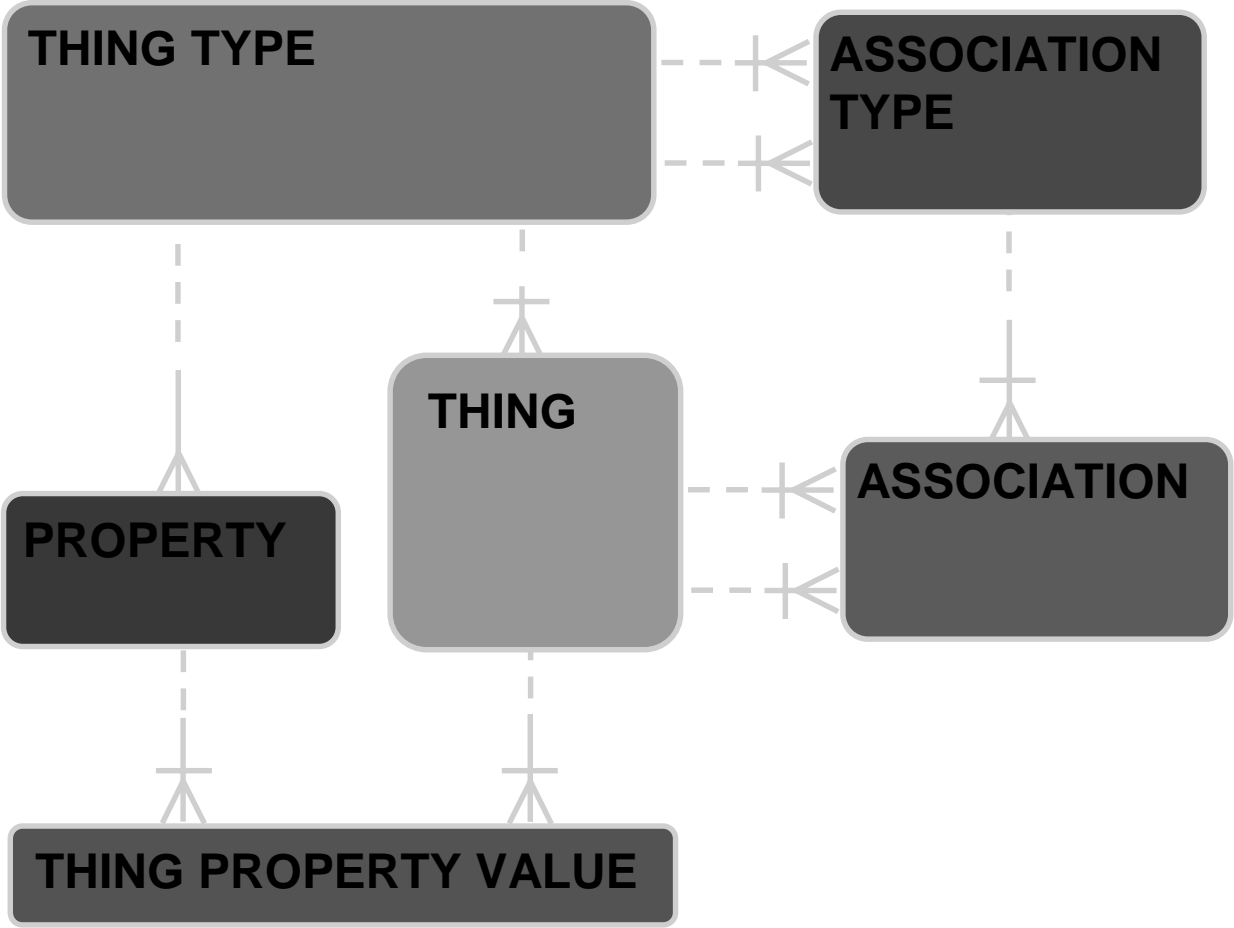 THING TYPE
ASSOCIATION
TYPE
THING
ASSOCIATION
PROPERTY
THING PROPERTY VALUE